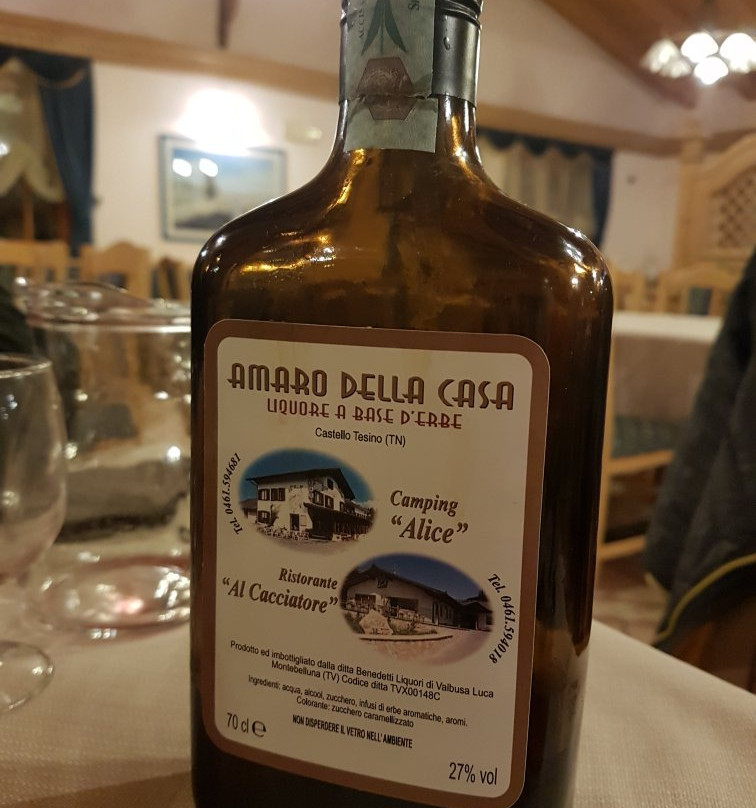 AMARO DELLA CASA
LIQUORE A BASE D'ERBE
Castello Tesino (TN)
Tel. 0461.594681
Camping
"Alice"
Ristorante
"Al Cacciatore"
Tel. 0461.594018
Prodotto ed imbottigliato dalla ditta Benedetti Liquori di Valbusa Luca
Montebelluna (TV) Codice ditta TVX00148C
Ingredienti: acqua, alcool, zucchero, infusi di erbe aromatiche, aromi.
Colorante: zucchero caramellizzato
NON DISPERDERE IL VETRO NELL'AMBIENTE
70 cl e
27% vol